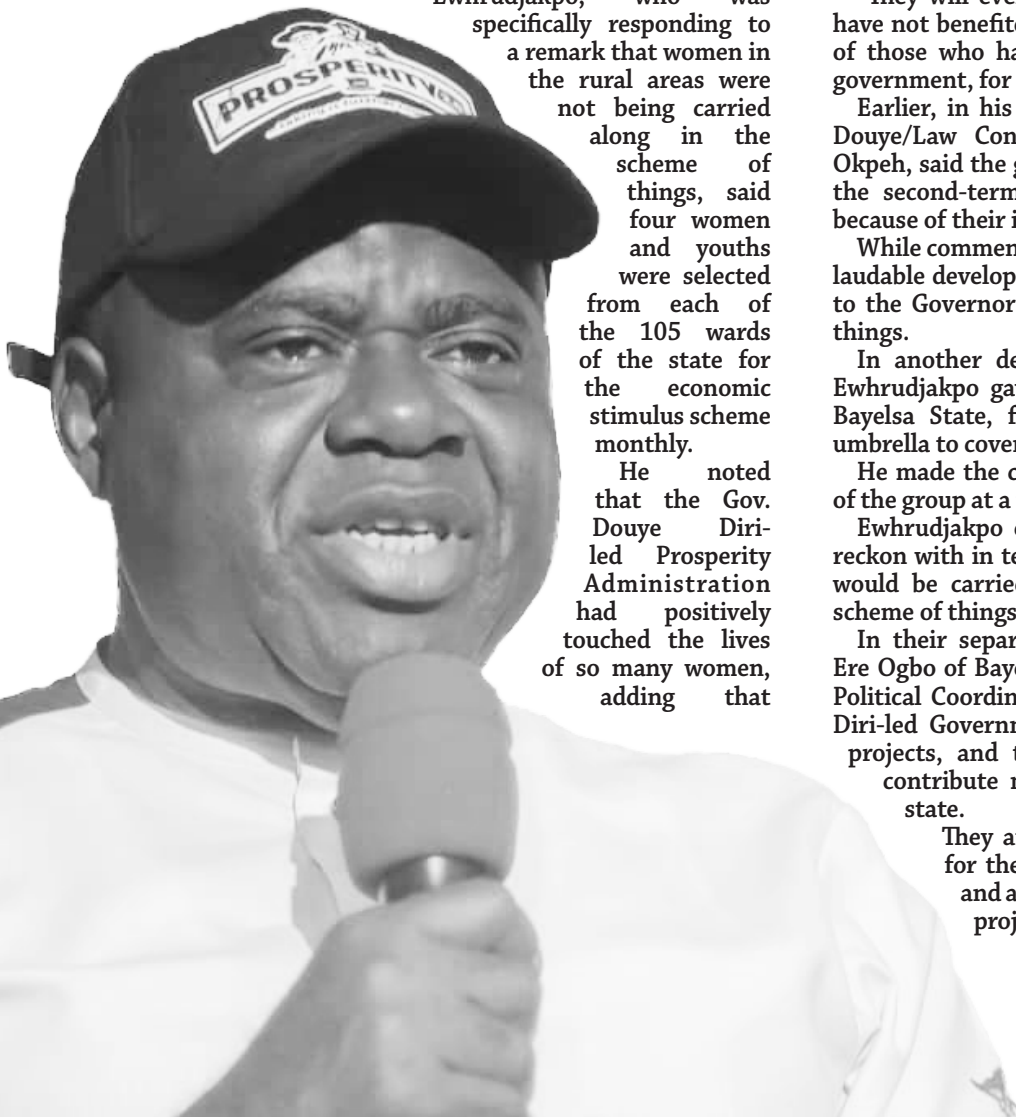 PROSPERITY
Ewhrudjakpo, who was
specifically responding to
a remark that women in
the rural areas were
not being carried
along in the
scheme of
things, said
four women
and youths
were selected
from each of
the 105 wards
of the state for
the economic
stimulus scheme
monthly.
He noted
that the Gov.
Douye Diri-
led Prosperity
Administration
had positively
touched the lives
of so many women,
adding that
They will eve
have not benefite
of those who ha
government, for
Earlier, in his
Douye/Law Con
Okpeh, said the g
the second-term
because of their i
While commen
laudable develop
to the Governor
things.
In another de
Ewhrudjakpo ga
Bayelsa State, f
umbrella to cover
He made the c
of the group at a
Ewhrudjakpo
reckon with in te
would be carrie
scheme of things
In their separ
Ere Ogbo of Baye
Political Coordin
Diri-led Governm
projects, and t
contribute
state.
They a
for the
and a
proj